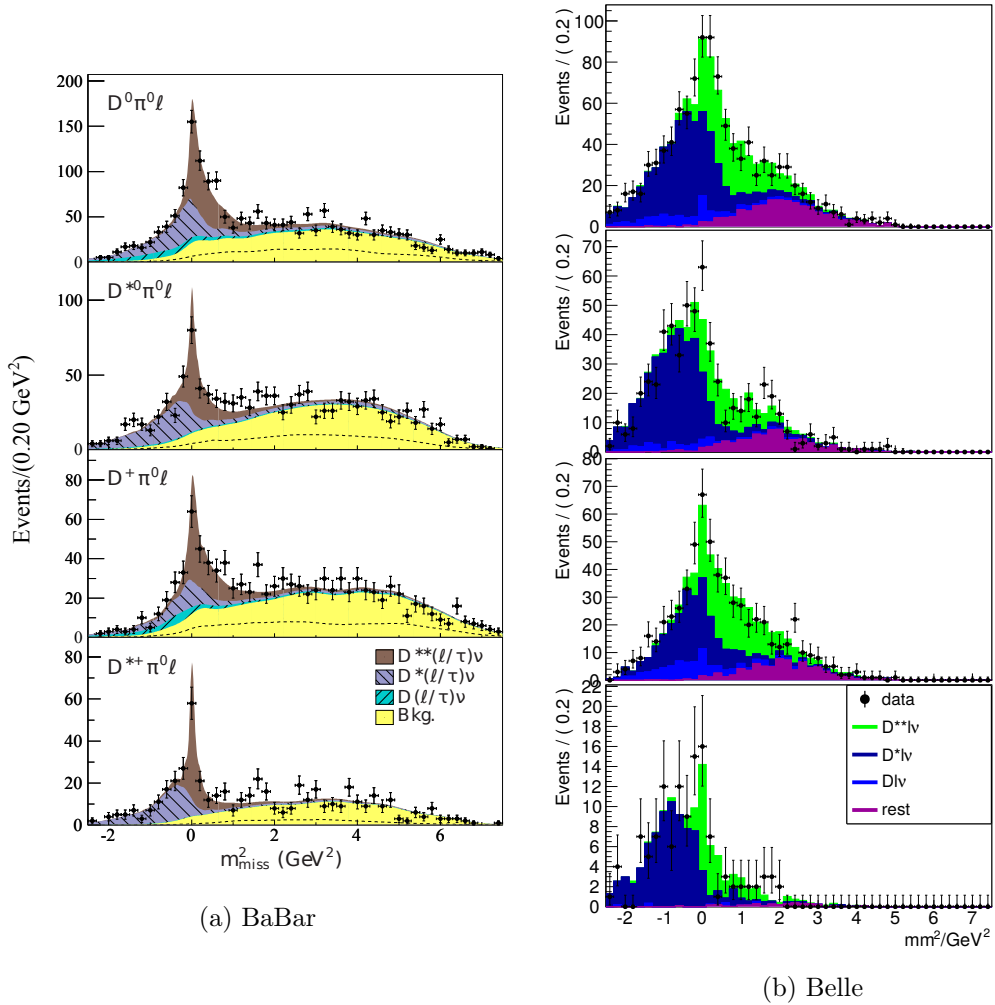 D⁰π⁰ℓ
200
150
100
50
0
D*⁰π⁰ℓ
100
50
0
D⁺π⁰ℓ
80
60
40
20
0
D*⁺π⁰ℓ
80
60
40
20
0
D**(ℓ/τ)ν
D*(ℓ/τ)ν
D(ℓ/τ)ν
Bkg.
-2 0 2 4 6
m²miss (GeV²)
Events/(0.20 GeV²)
(a) BaBar
Events / ( 0.2 )
100
80
60
40
20
0
Events / ( 0.2 )
70
60
50
40
30
20
10
0
Events / ( 0.2 )
80
70
60
50
40
30
20
10
0
Events / ( 0.2 )
22
20
18
16
14
12
10
8
6
4
2
0
data
D**lν
D*lν
Dlν
rest
-2 -1 0 1 2 3 4 5 6 7
mm²/GeV²
(b) Belle